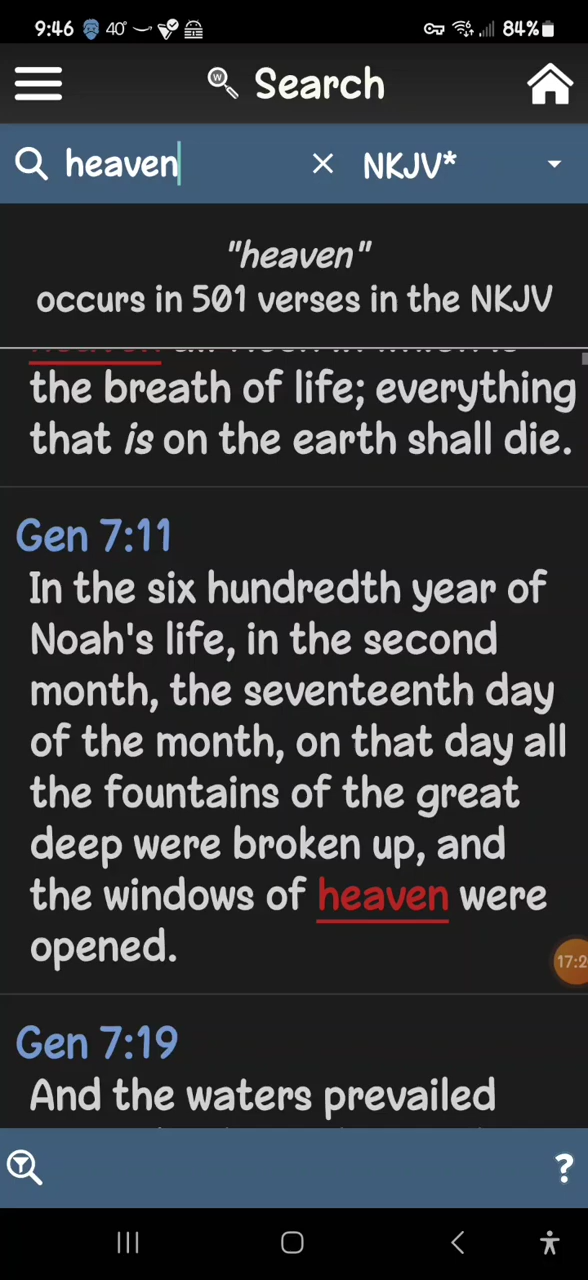 9:46 40° 84%
Search
heaven NKJV*
"heaven"
occurs in 501 verses in the NKJV
the breath of life; everything
that is on the earth shall die.
Gen 7:11
In the six hundredth year of
Noah's life, in the second
month, the seventeenth day
of the month, on that day all
the fountains of the great
deep were broken up, and
the windows of heaven were
opened.
17:2
Gen 7:19
And the waters prevailed
?